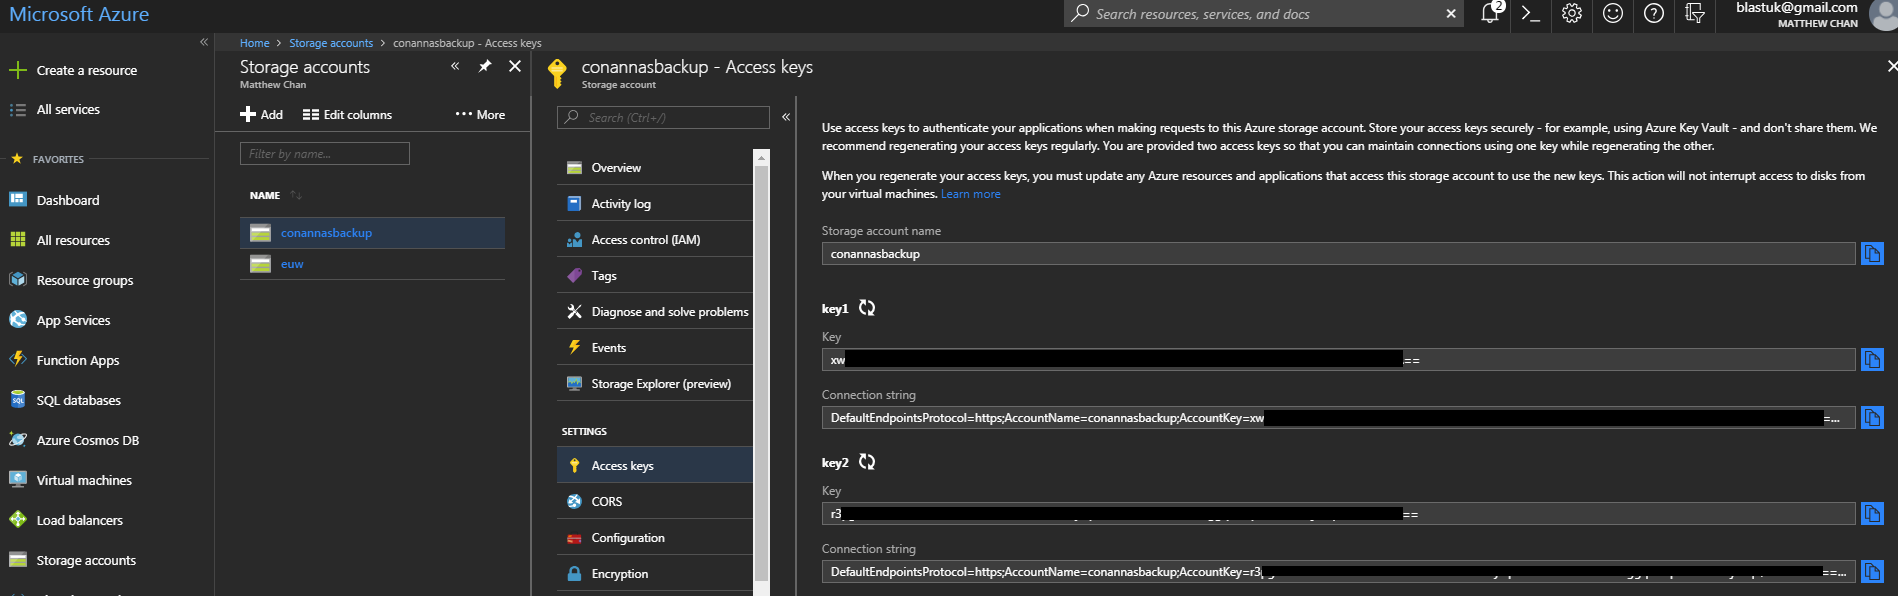 Microsoft Azure
Search resources, services, and docs
2
blastuk@gmail.com
MATTHEW CHAN
Create a resource
All services
FAVORITES
Dashboard
All resources
Resource groups
App Services
Function Apps
SQL databases
Azure Cosmos DB
Virtual machines
Load balancers
Storage accounts
Home > Storage accounts > conannasbackup - Access keys
Storage accounts
Matthew Chan
Add
Edit columns
More
Filter by name...
NAME
conannasbackup
euw
conannasbackup - Access keys
Storage account
Search (Ctrl+/)
Overview
Activity log
Access control (IAM)
Tags
Diagnose and solve problems
Events
Storage Explorer (preview)
SETTINGS
Access keys
CORS
Configuration
Encryption
Use access keys to authenticate your applications when making requests to this Azure storage account. Store your access keys securely - for example, using Azure Key Vault - and don't share them. We
recommend regenerating your access keys regularly. You are provided two access keys so that you can maintain connections using one key while regenerating the other.
When you regenerate your access keys, you must update any Azure resources and applications that access this storage account to use the new keys. This action will not interrupt access to disks from
your virtual machines. Learn more
Storage account name
conannasbackup
key1
Key
xw ==
Connection string
DefaultEndpointsProtocol=https;AccountName=conannasbackup;AccountKey=xw =...
key2
Key
r3 ==
Connection string
DefaultEndpointsProtocol=https;AccountName=conannasbackup;AccountKey=r3 ==...